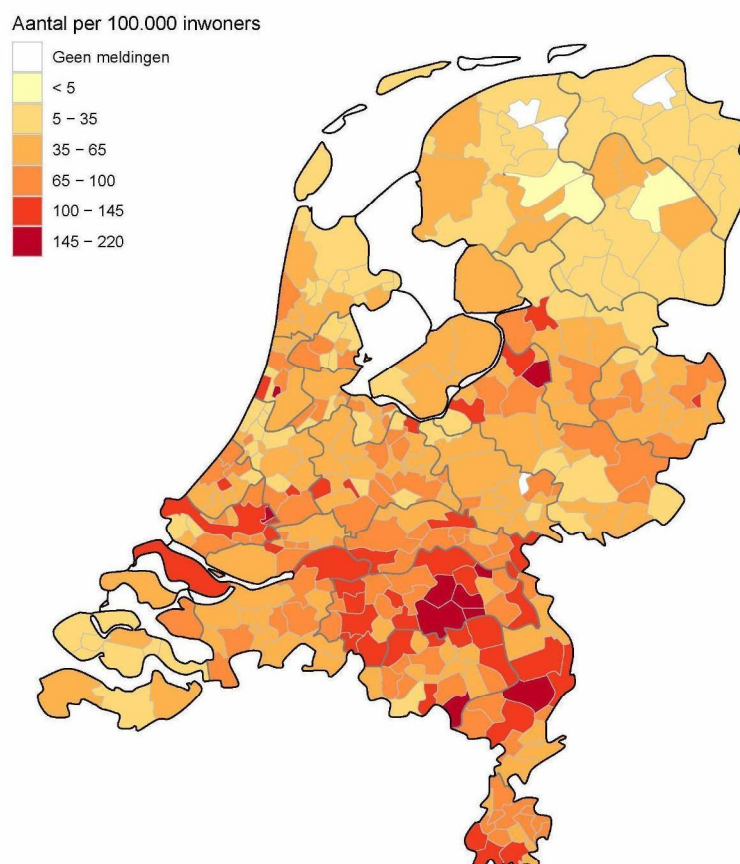 Aantal per 100.000 inwoners
Geen meldingen
< 5
5 – 35
35 – 65
65 – 100
100 – 145
145 – 220